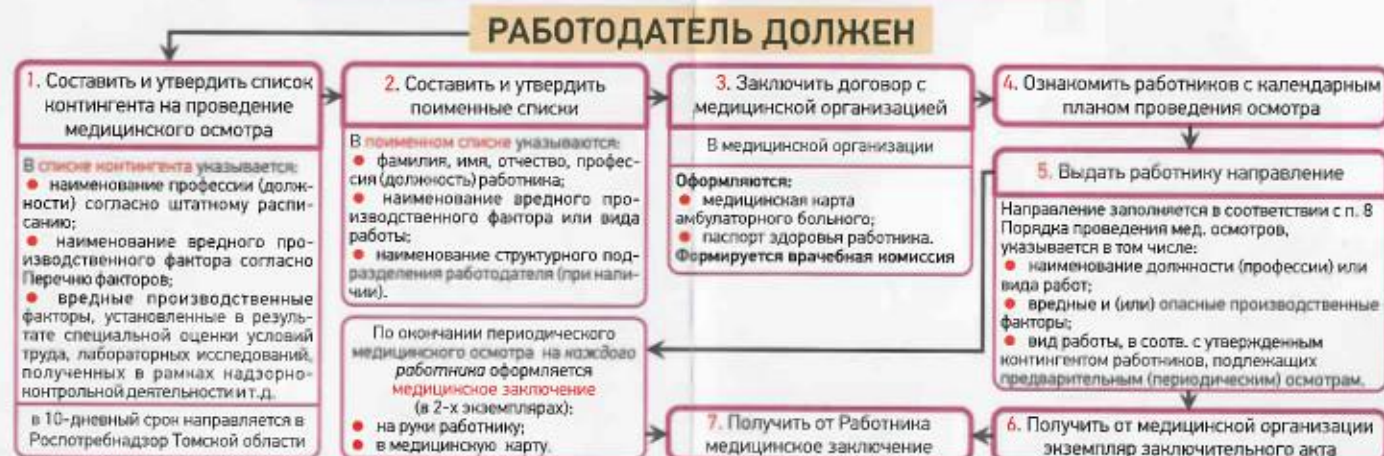 РАБОТОДАТЕЛЬ ДОЛЖЕН
1. Составить и утвердить список
контингента на проведение
медицинского осмотра
В списке контингента указывается:
● наименование профессии (долж-
ности) согласно штатному распи-
санию;
● наименование вредного про-
изводственного фактора согласно
Перечню факторов;
● вредные производственные
факторы, установленные в резуль-
тате специальной оценки условий
труда, лабораторных исследований,
полученных в рамках надзорно-
контрольной деятельности и т.д.
в 10-дневный срок направляется в
Роспотребнадзор Томской области
2. Составить и утвердить
поименные списки
В поименном списке указываются:
● фамилия, имя, отчество, профес-
сия (должность) работника;
● наименование вредного про-
изводственного фактора или вида
работы;
● наименование структурного под-
разделения работодателя (при нали-
чии).
3. Заключить договор с
медицинской организацией
В медицинской организации
Оформляются:
● медицинская карта
амбулаторного больного;
● паспорт здоровья работника.
Формируется врачебная комиссия
4. Ознакомить работников с календарным
планом проведения осмотра
5. Выдать работнику направление
Направление заполняется в соответствии с п. 8
Порядка проведения мед. осмотров,
указывается в том числе:
● наименование должности (профессии) или
вида работ;
● вредные и (или) опасные производственные
факторы;
● вид работы, в соотв. с утвержденным
контингентом работников, подлежащих
предварительным (периодическим) осмотрам.
По окончании периодического
медицинского осмотра на каждого
работника оформляется
медицинское заключение
(в 2-х экземплярах):
● на руки работнику;
● в медицинскую карту.
7. Получить от Работника
медицинское заключение
6. Получить от медицинской организации
экземпляр заключительного акта